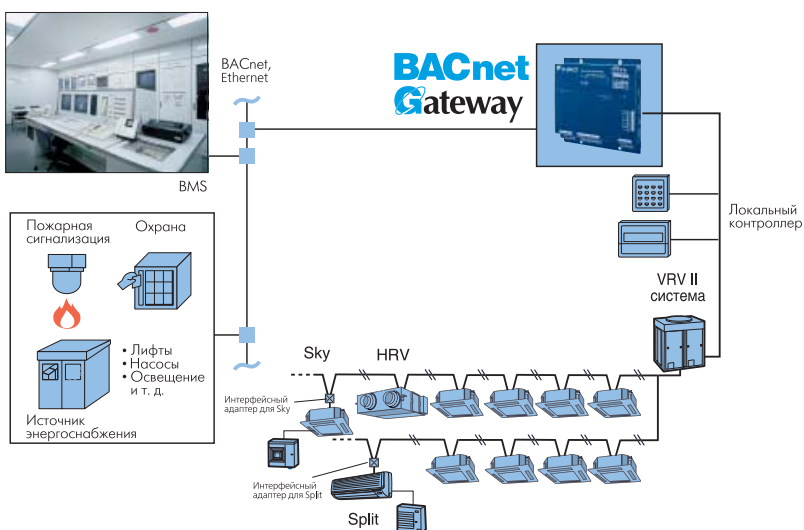 BACnet,
Ethernet
BACnet
Gateway
BMS
Пожарная
сигнализация
Охрана
• Лифты
• Насосы
• Освещение
и т. д.
Источник
энергоснабжения
Локальный
контроллер
VRV II
система
Sky
HRV
Интерфейсный
адаптер для Sky
Интерфейсный
адаптер для Split
Split